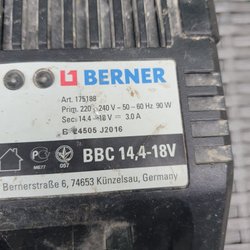 BERNER
Art. 175188
Prim. 220 - 240 V~50-60 Hz 90 W
Sec. 14.4 - 18 V = 3.0 A
E 24505 J2016
BBC 14,4-18V
Bernerstraße 6, 74653 Künzelsau, Germany